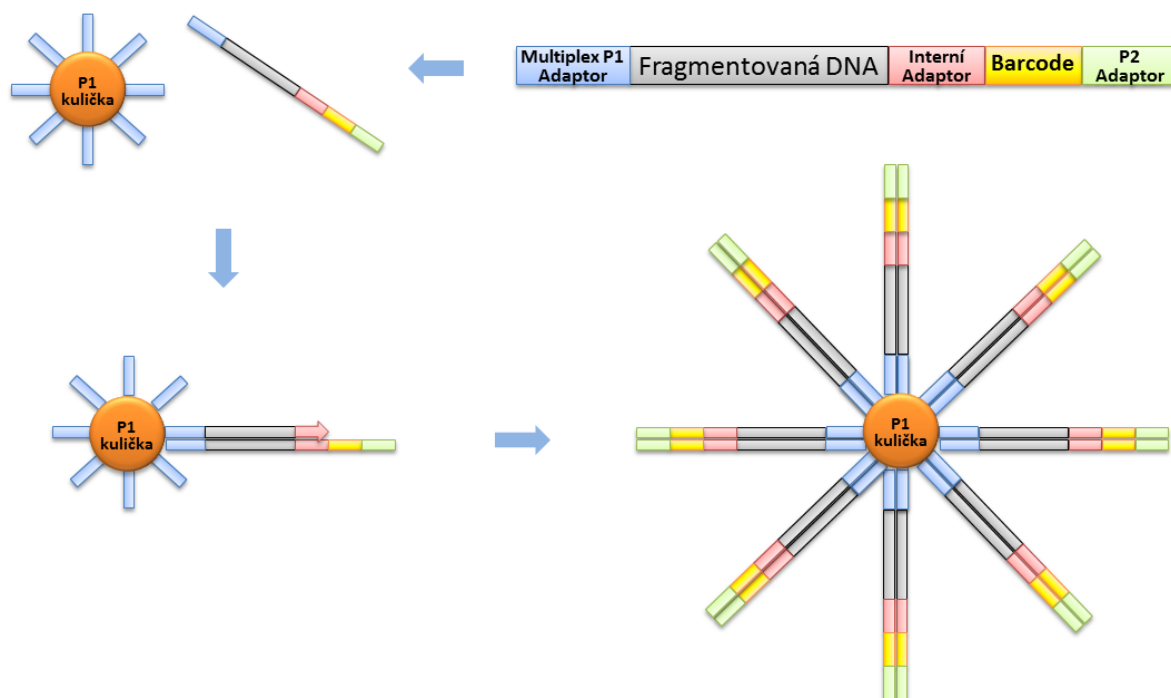 P1
kulička
Multiplex P1
Adaptor
Fragmentovaná DNA
Interní
Adaptor
Barcode
P2
Adaptor
P1
kulička
P1
kulička